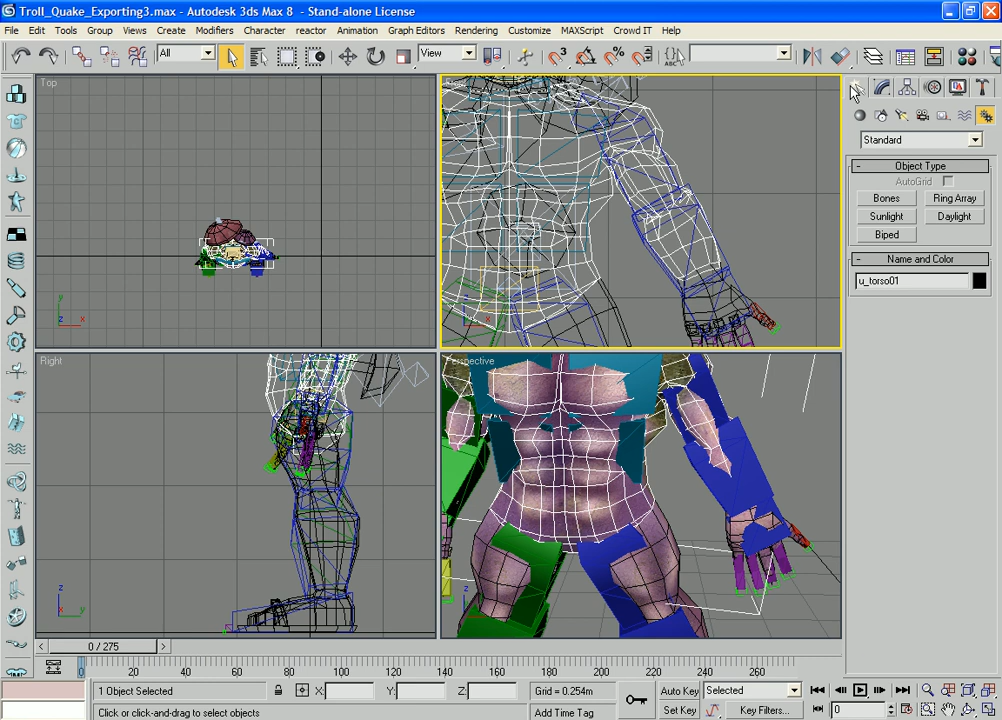 Troll_Quake_Exporting3.max - Autodesk 3ds Max 8 - Stand-alone License
File Edit Tools Group Views Create Modifiers Character reactor Animation Graph Editors Rendering Customize MAXScript Crowd IT Help
All View
Top
Right
Perspective
Standard
- Object Type
AutoGrid
Bones Ring Array
Sunlight Daylight
Biped
- Name and Color
u_torso01
y x z
z x
z y x
z
< 0 / 275 >
0 20 40 60 80 100 120 140 160 180 200 220 240 260
1 Object Selected X: Y: Z: Grid = 0.254m Auto Key Selected
Click or click-and-drag to select objects Add Time Tag Set Key Key Filters... 0